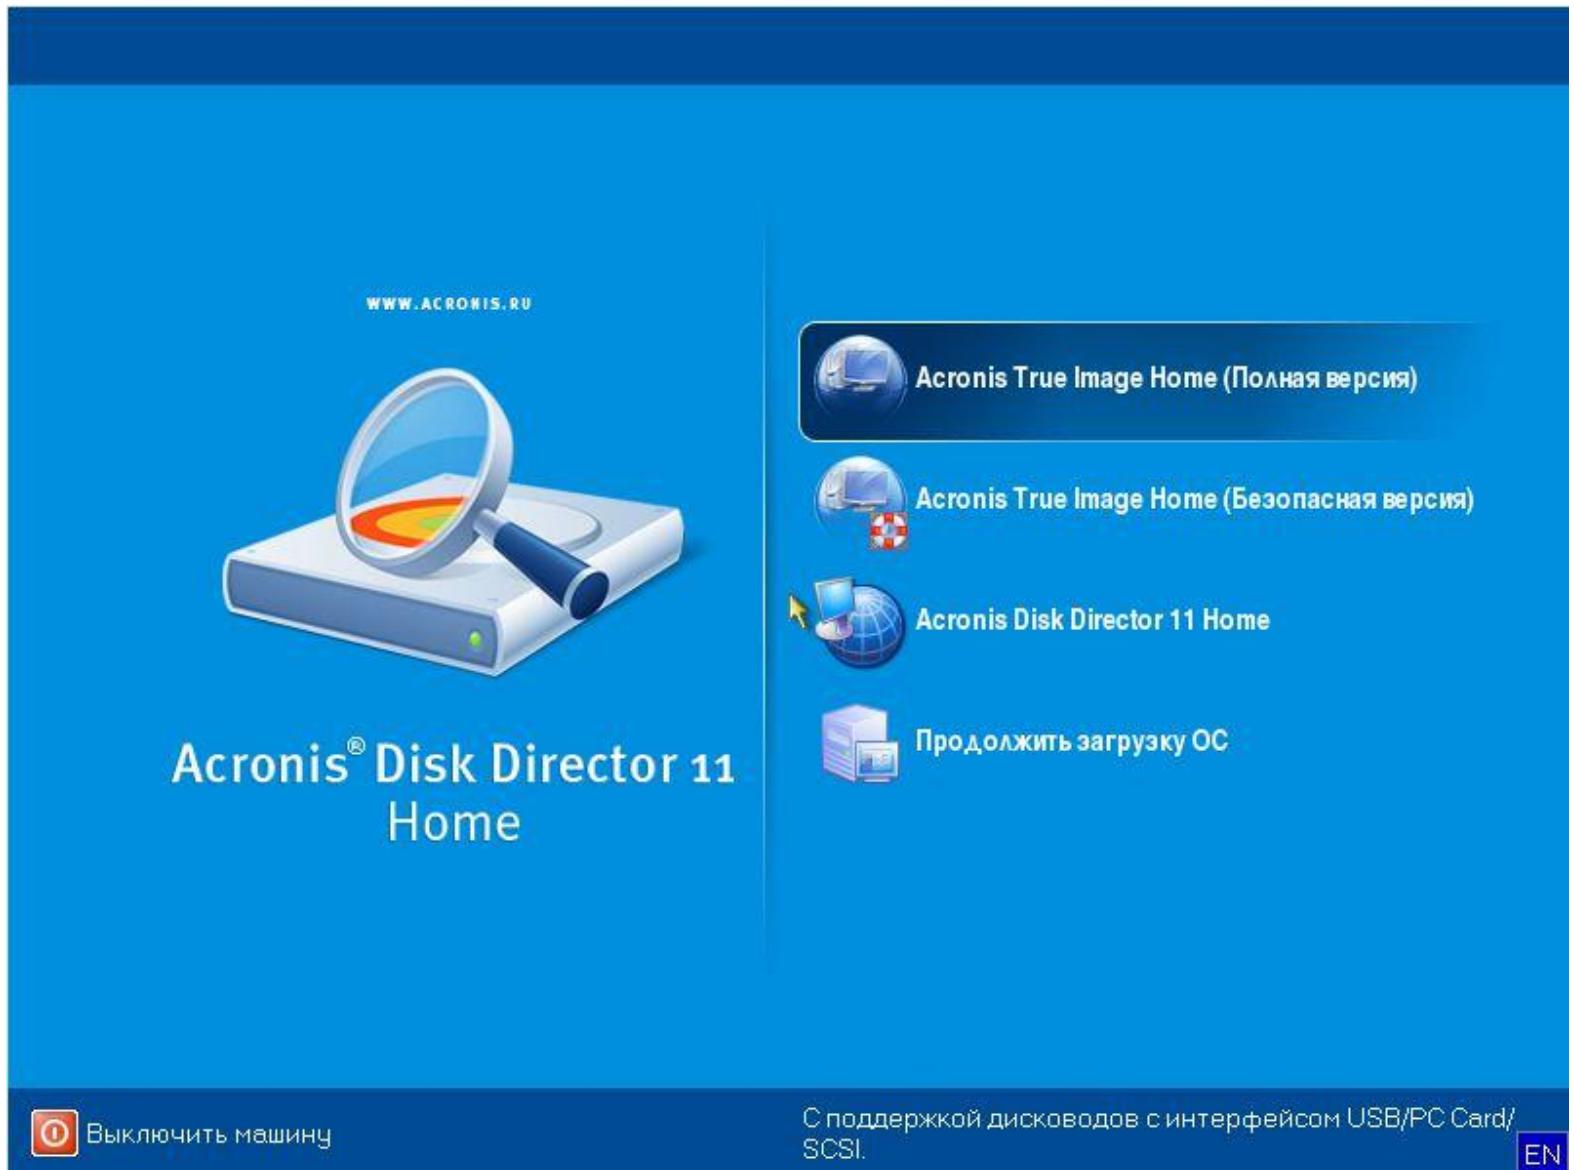 WWW.ACRONIS.RU
Acronis® Disk Director 11
Home
Acronis True Image Home (Полная версия)
Acronis True Image Home (Безопасная версия)
Acronis Disk Director 11 Home
Продолжить загрузку ОС
Выключить машину
С поддержкой дисководов с интерфейсом USB/PC Card/
SCSI.
EN